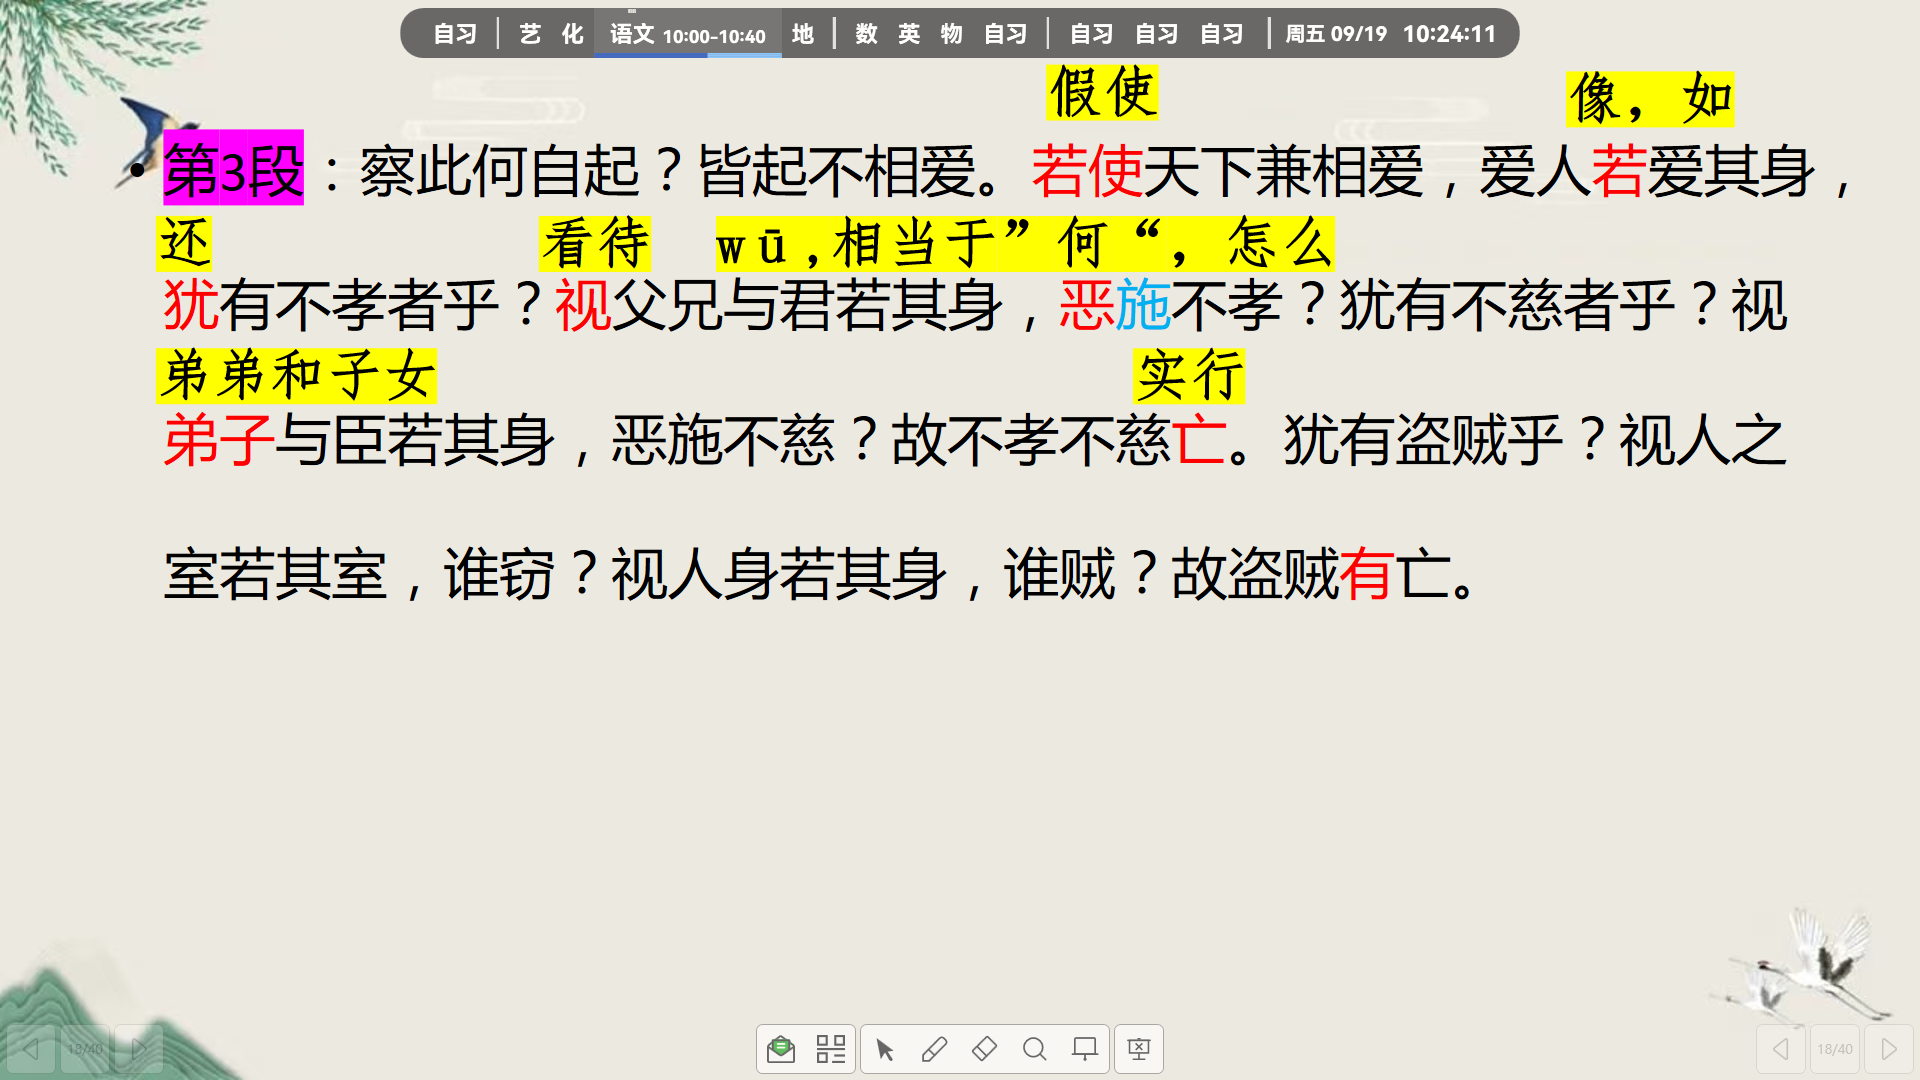 自习 | 艺 化 语文 10:00-10:40 地 | 数 英 物 自习 | 自习 自习 自习 | 周五 09/19 10:24:11
假使 像，如
•第3段：察此何自起？皆起不相爱。若使天下兼相爱，爱人若爱其身，
还 看待 wū,相当于”何“，怎么
犹有不孝者乎？视父兄与君若其身，恶施不孝？犹有不慈者乎？视
弟弟和子女 实行
弟子与臣若其身，恶施不慈？故不孝不慈亡。犹有盗贼乎？视人之
室若其室，谁窃？视人身若其身，谁贼？故盗贼有亡。
18/40 18/40